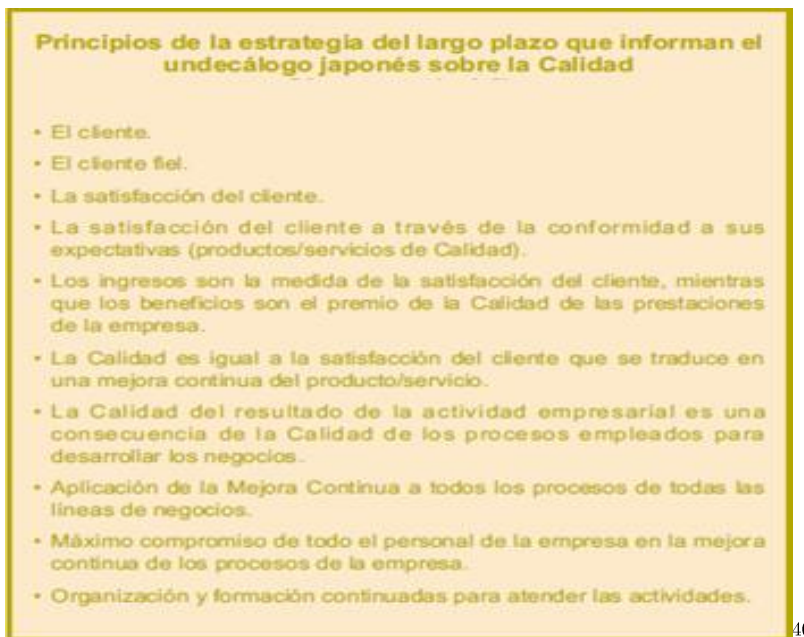 Principios de la estrategia del largo plazo que informan el
undecálogo japonés sobre la Calidad
• El cliente.
• El cliente fiel.
• La satisfacción del cliente.
• La satisfacción del cliente a través de la conformidad a sus
expectativas (productos/servicios de Calidad).
• Los ingresos son la medida de la satisfacción del cliente, mientras
que los beneficios son el premio de la Calidad de las prestaciones
de la empresa.
• La Calidad es igual a la satisfacción del cliente que se traduce en
una mejora continua del producto/servicio.
• La Calidad del resultado de la actividad empresarial es una
consecuencia de la Calidad de los procesos empleados para
desarrollar los negocios.
• Aplicación de la Mejora Continua a todos los procesos de todas las
líneas de negocios.
• Máximo compromiso de todo el personal de la empresa en la mejora
continua de los procesos de la empresa.
• Organización y formación continuadas para atender las actividades.